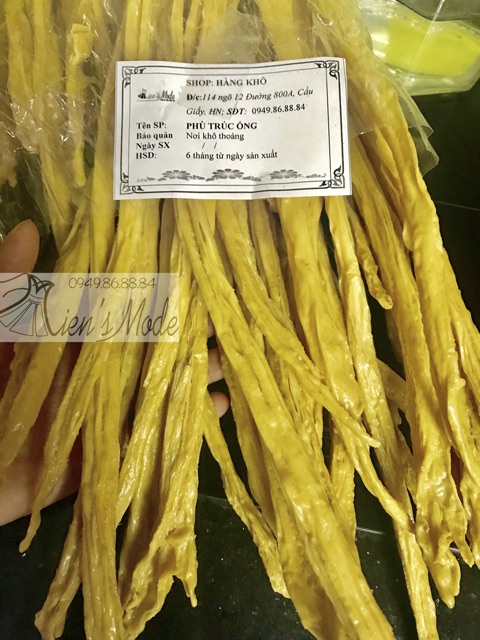 SHOP: HÀNG KHÔ
Đ/c:114 ngõ 12 Đường 800A, Cầu
Giấy, HN; SĐT: 0949.86.88.84
Tên SP: PHÙ TRÚC ỐNG
Bảo quản Nơi khô thoáng
Ngày SX / /
HSD: 6 tháng từ ngày sản xuất
0949.86.88.84
Kien's Mode